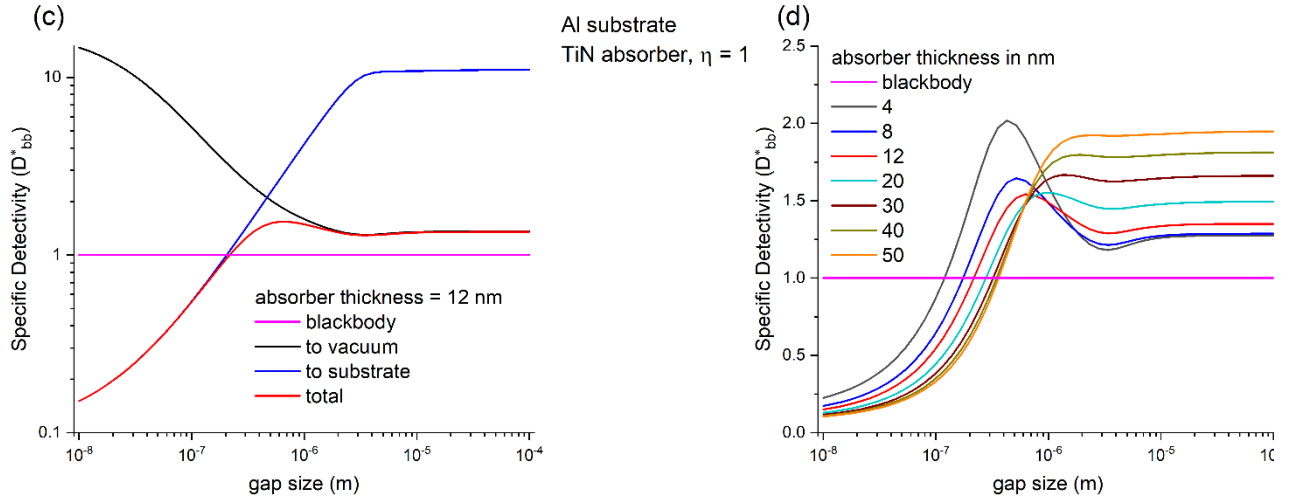 (c)
Specific Detectivity (D*bb)
10
1
0.1
absorber thickness = 12 nm
blackbody
to vacuum
to substrate
total
10-8
10-7
10-6
10-5
10-4
gap size (m)
Al substrate
TiN absorber, η = 1
(d)
Specific Detectivity (D*bb)
2.5
2.0
1.5
1.0
0.5
0.0
absorber thickness in nm
blackbody
4
8
12
20
30
40
50
10-8
10-7
10-6
10-5
gap size (m)